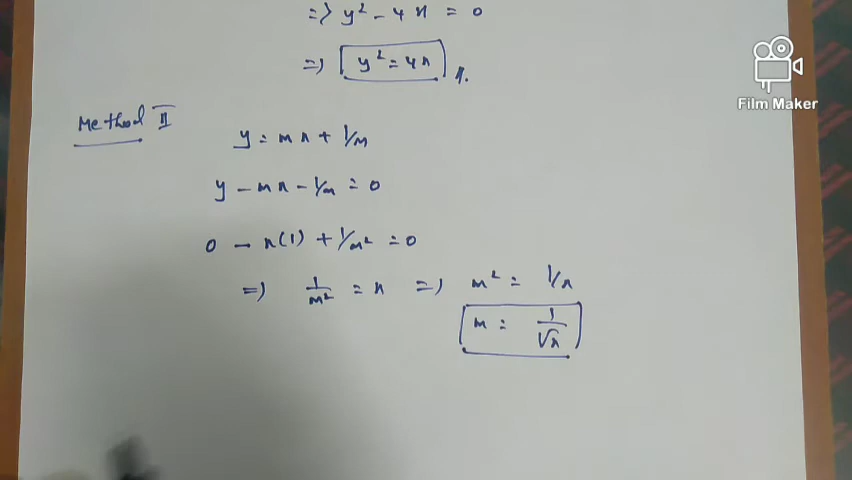 => y² - 4x = 0
=> y² = 4x //.
Film Maker
Method II
y = mx + 1/m
y - mx - 1/m = 0
0 - x(1) + 1/m² = 0
=> 1/m² = x => m² = 1/x
m = 1/√x